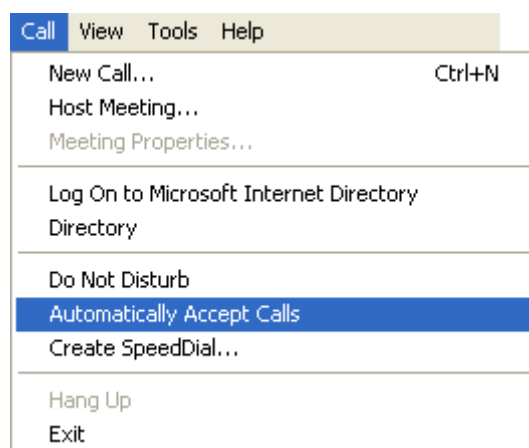 Call View Tools Help
New Call... Ctrl+N
Host Meeting...
Meeting Properties...
Log On to Microsoft Internet Directory
Directory
Do Not Disturb
Automatically Accept Calls
Create SpeedDial...
Hang Up
Exit